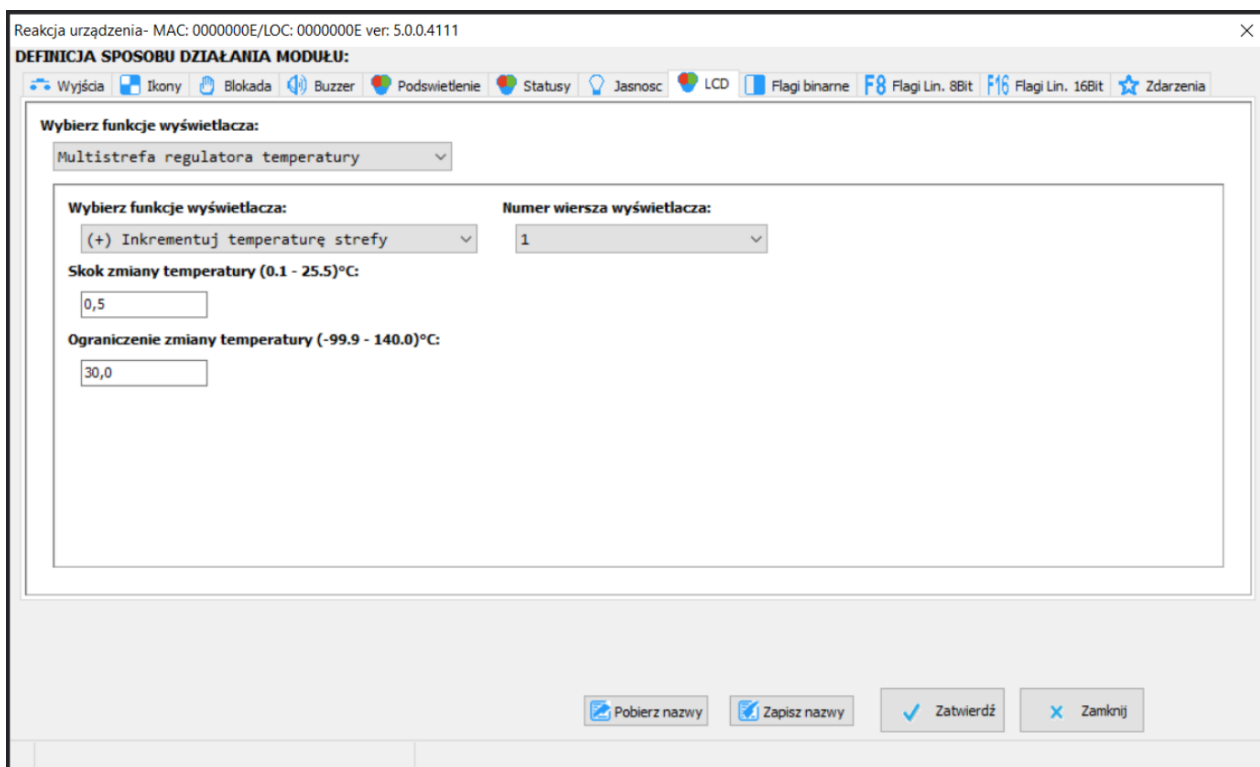 Reakcja urządzenia- MAC: 0000000E/LOC: 0000000E ver: 5.0.0.4111
DEFINICJA SPOSOBU DZIAŁANIA MODUŁU:
Wyjścia Ikony Blokada Buzzer Podswietlenie Statusy Jasnosc LCD Flagi binarne F8 Flagi Lin. 8Bit F16 Flagi Lin. 16Bit Zdarzenia
Wybierz funkcje wyświetlacza:
Multistrefa regulatora temperatury
Wybierz funkcje wyświetlacza: Numer wiersza wyświetlacza:
(+) Inkrementuj temperaturę strefy 1
Skok zmiany temperatury (0.1 - 25.5)°C:
0,5
Ograniczenie zmiany temperatury (-99.9 - 140.0)°C:
30,0
Pobierz nazwy Zapisz nazwy Zatwierdź Zamknij